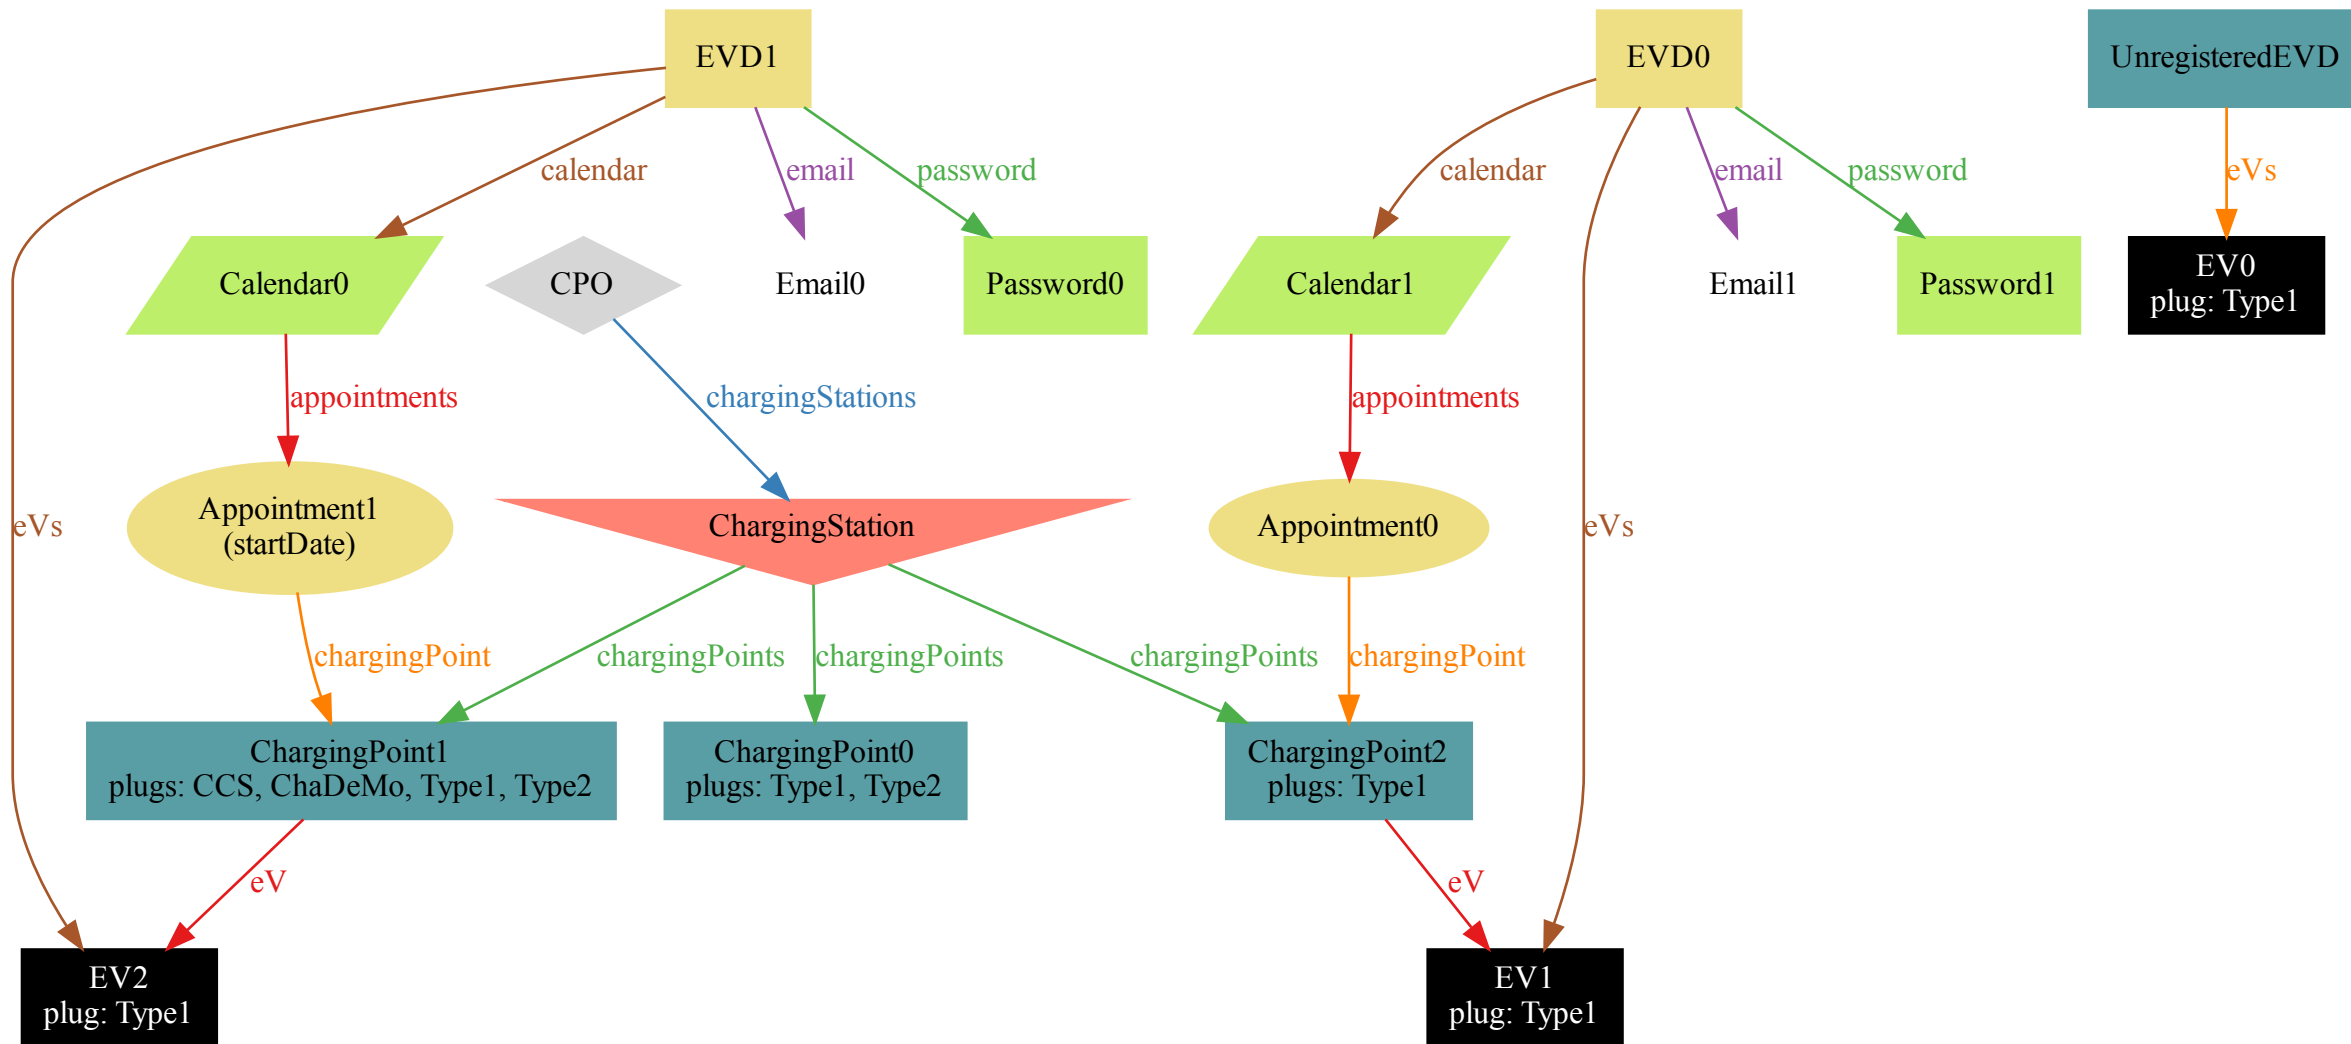 EVD1
EVD0
UnregisteredEVD
calendar
email
password
calendar
email
password
eVs
Calendar0
CPO
Email0
Password0
Calendar1
Email1
Password1
EV0
plug: Type1
appointments
chargingStations
appointments
eVs
Appointment1
(startDate)
ChargingStation
Appointment0
eVs
chargingPoint
chargingPoints
chargingPoints
chargingPoints
chargingPoint
ChargingPoint1
plugs: CCS, ChaDeMo, Type1, Type2
ChargingPoint0
plugs: Type1, Type2
ChargingPoint2
plugs: Type1
eV
eV
EV2
plug: Type1
EV1
plug: Type1